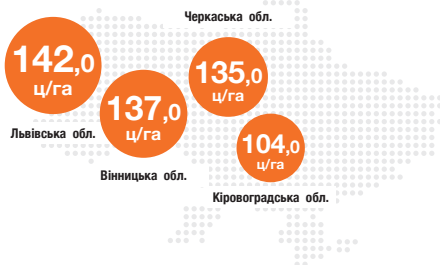 Черкаська обл.
142,0
ц/га
135,0
ц/га
137,0
ц/га
Львівська обл.
104,0
ц/га
Вінницька обл.
Кіровоградська обл.